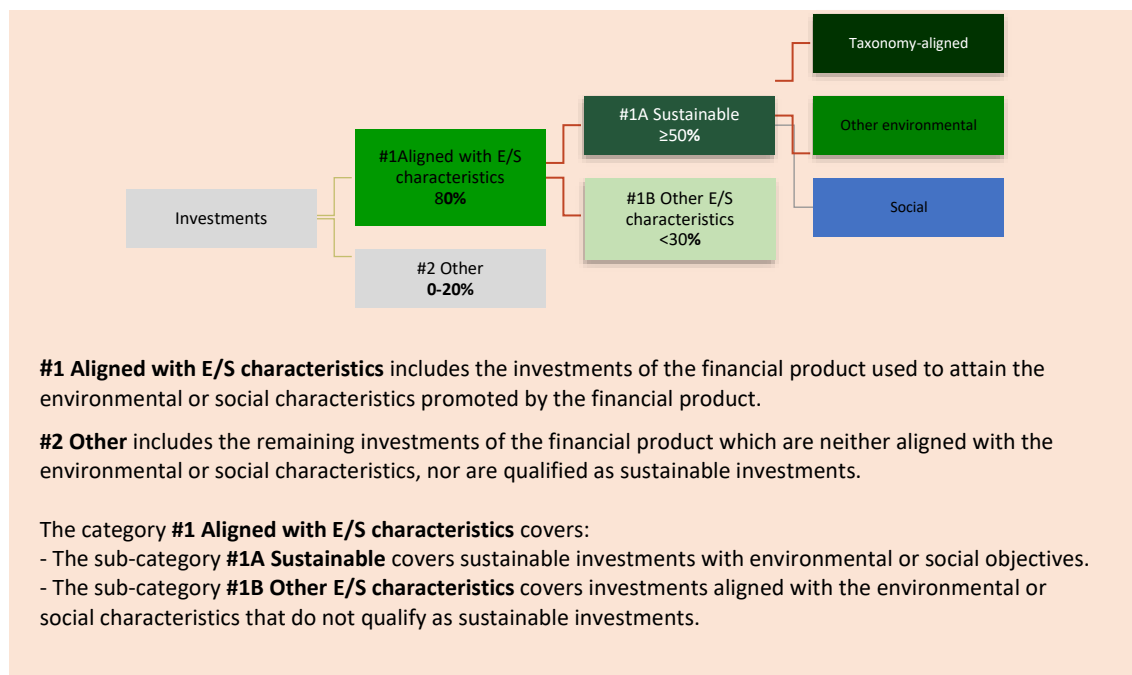 Taxonomy-aligned
#1A Sustainable
≥50%
Other environmental
#1Aligned with E/S
characteristics
80%
#1B Other E/S
characteristics
<30%
Investments
Social
#2 Other
0-20%
#1 Aligned with E/S characteristics includes the investments of the financial product used to attain the
environmental or social characteristics promoted by the financial product.
#2 Other includes the remaining investments of the financial product which are neither aligned with the
environmental or social characteristics, nor are qualified as sustainable investments.
The category #1 Aligned with E/S characteristics covers:
- The sub-category #1A Sustainable covers sustainable investments with environmental or social objectives.
- The sub-category #1B Other E/S characteristics covers investments aligned with the environmental or
social characteristics that do not qualify as sustainable investments.